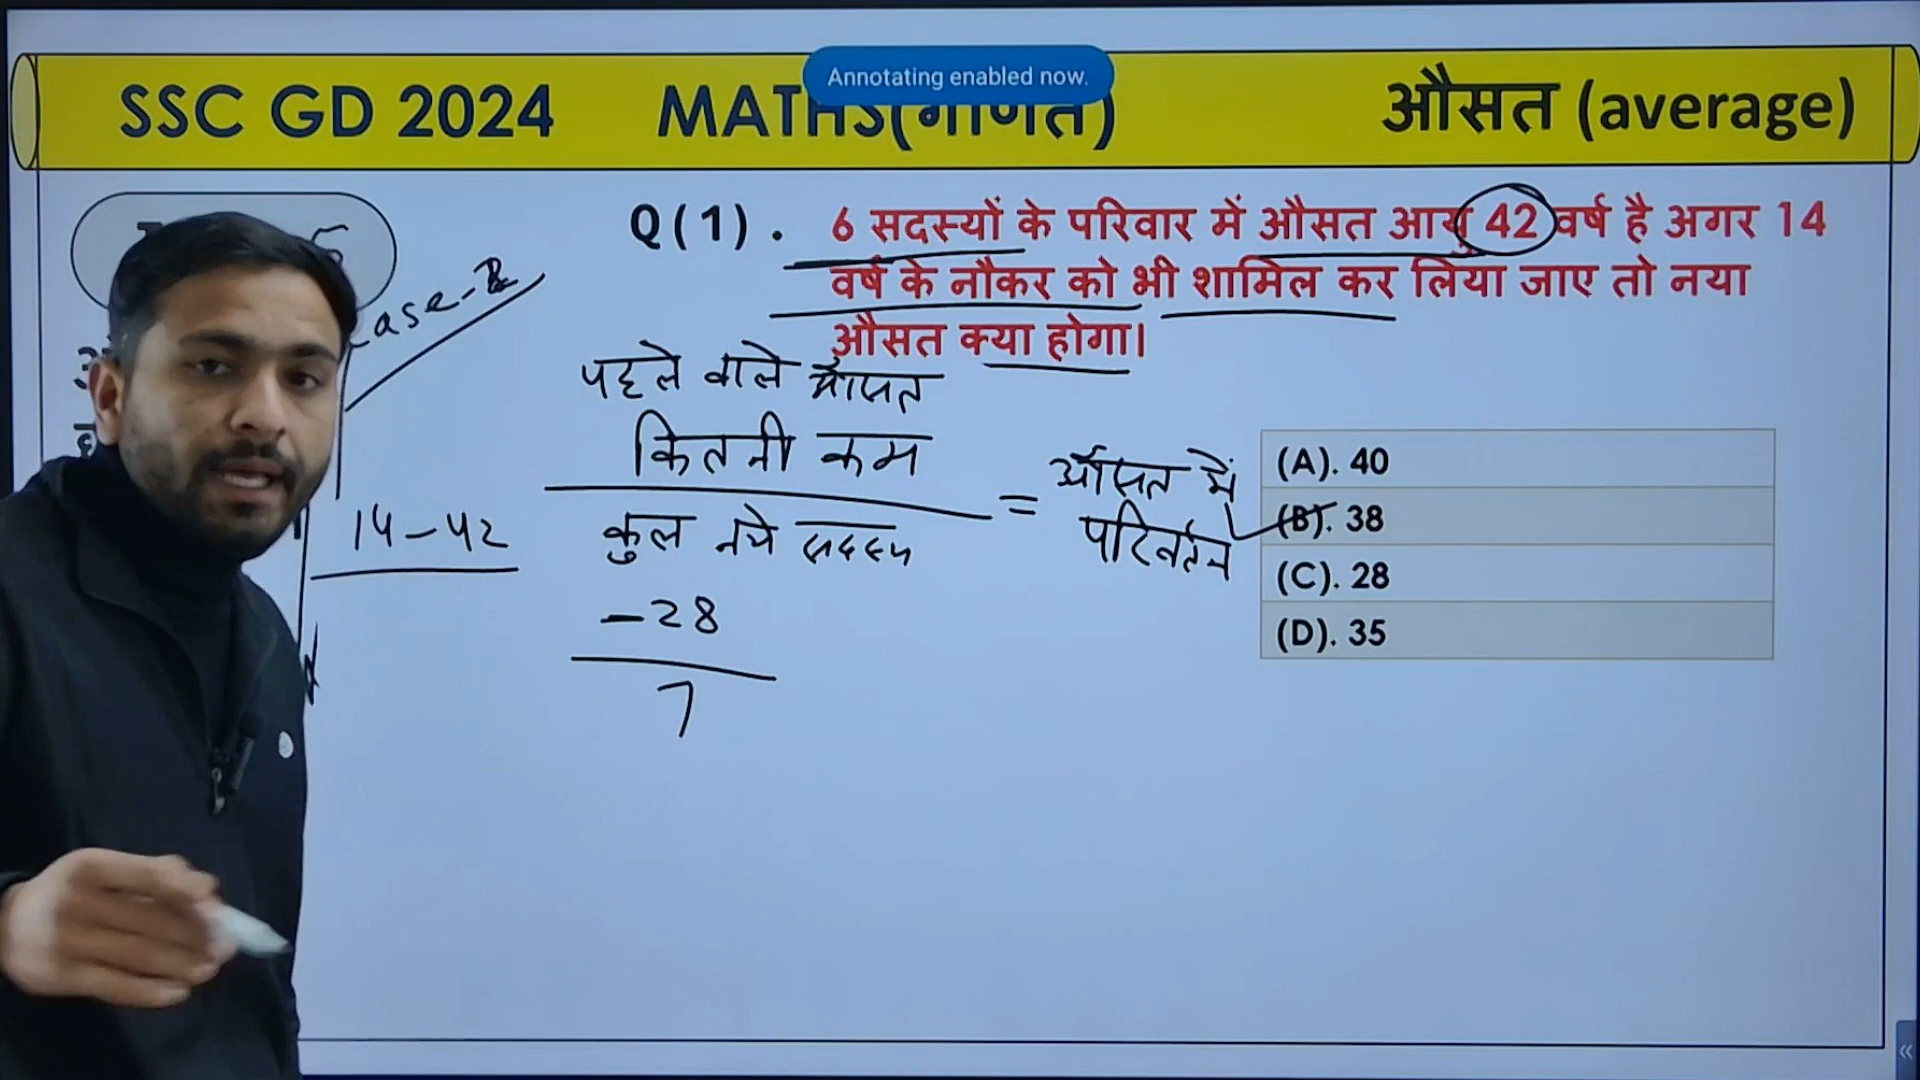 Annotating enabled now.
SSC GD 2024 MATHS(गणित) औसत (average)
Q(1). 6 सदस्यों के परिवार में औसत आयु 42 वर्ष है अगर 14
वर्ष के नौकर को भी शामिल कर लिया जाए तो नया
औसत क्या होगा।
पहले वाले औसत
कितनी कम
कुल नये सदस्य
= औसत में
परिवर्तन
14-42
-28
7
(A). 40
(B). 38
(C). 28
(D). 35